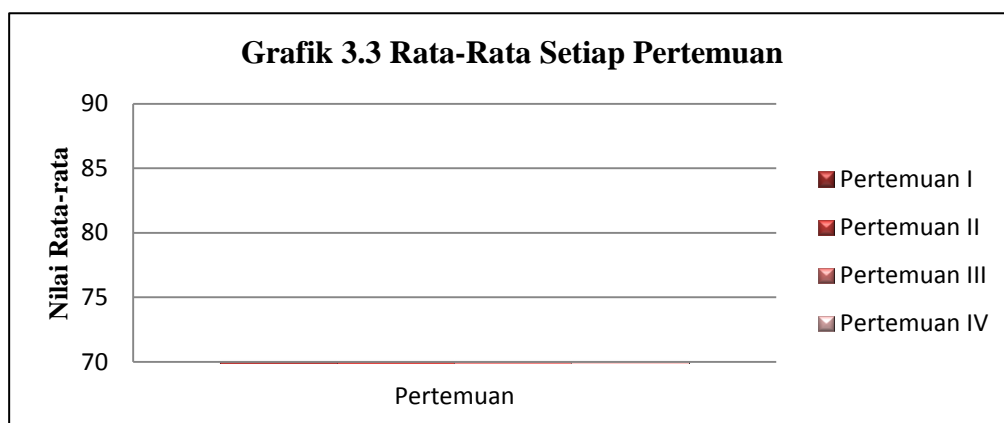 Grafik 3.3 Rata-Rata Setiap Pertemuan
Nilai Rata-rata
90
85
80
75
70
Pertemuan
Pertemuan I
Pertemuan II
Pertemuan III
Pertemuan IV